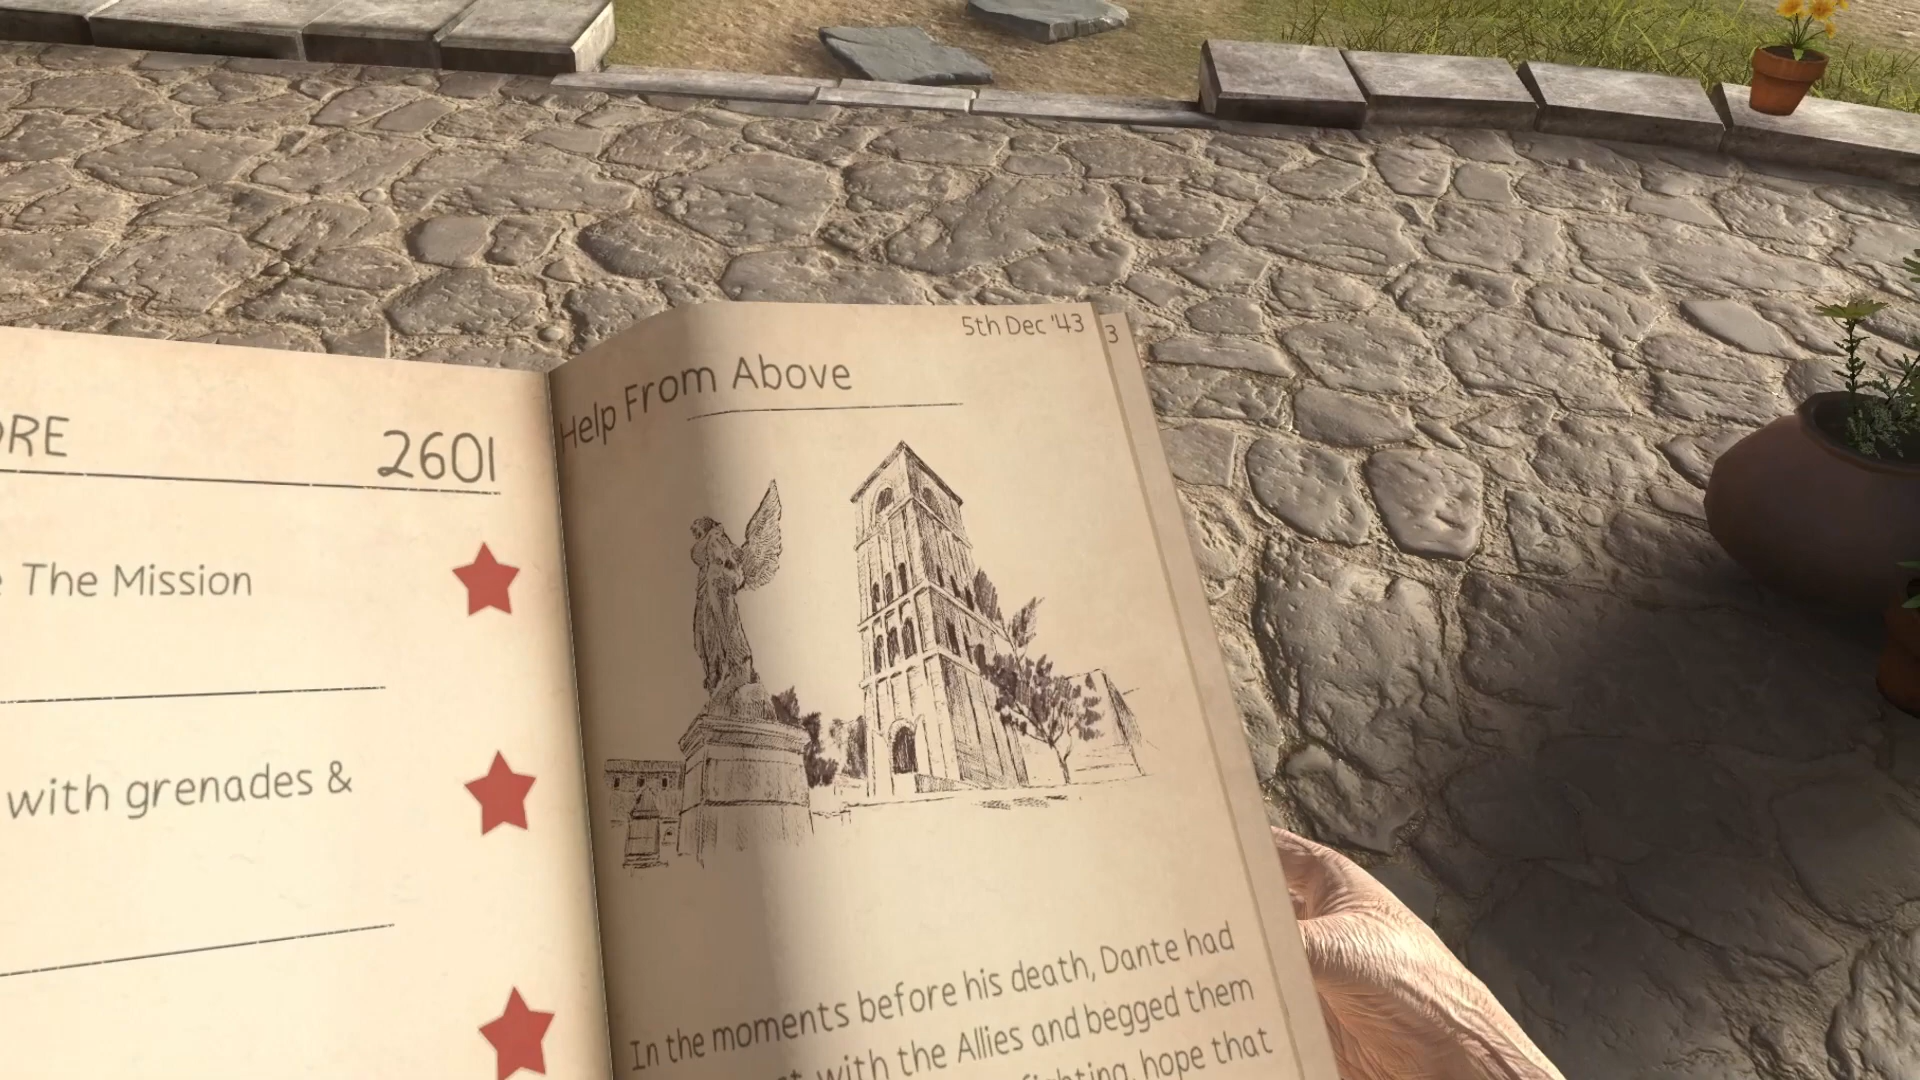 2601
The Mission
with grenades &
5th Dec '43
3
Help From Above
In the moments before his death, Dante had
with the Allies and begged them
fighting, hope that